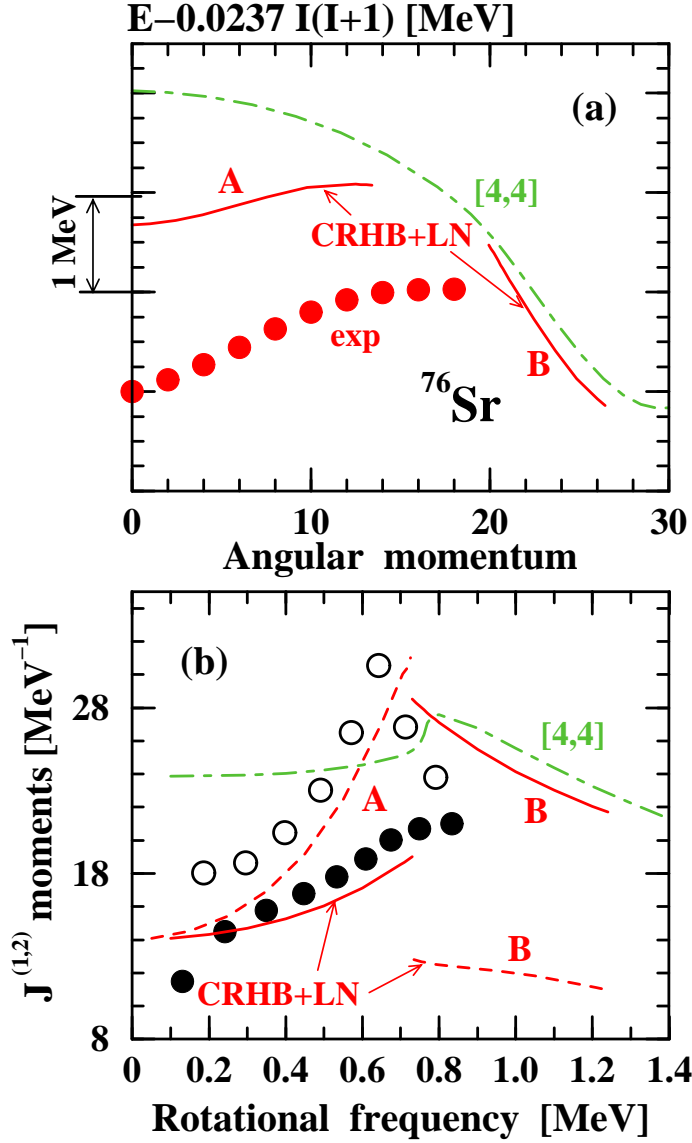 E−0.0237 I(I+1) [MeV]
(a)
A
[4,4]
CRHB+LN
1 MeV
exp
B
⁷⁶Sr
0 10 20 30
Angular momentum
(b)
J⁽¹,²⁾ moments [MeV⁻¹]
28
[4,4]
A
B
18
B
CRHB+LN
8
0 0.2 0.4 0.6 0.8 1.0 1.2 1.4
Rotational frequency [MeV]